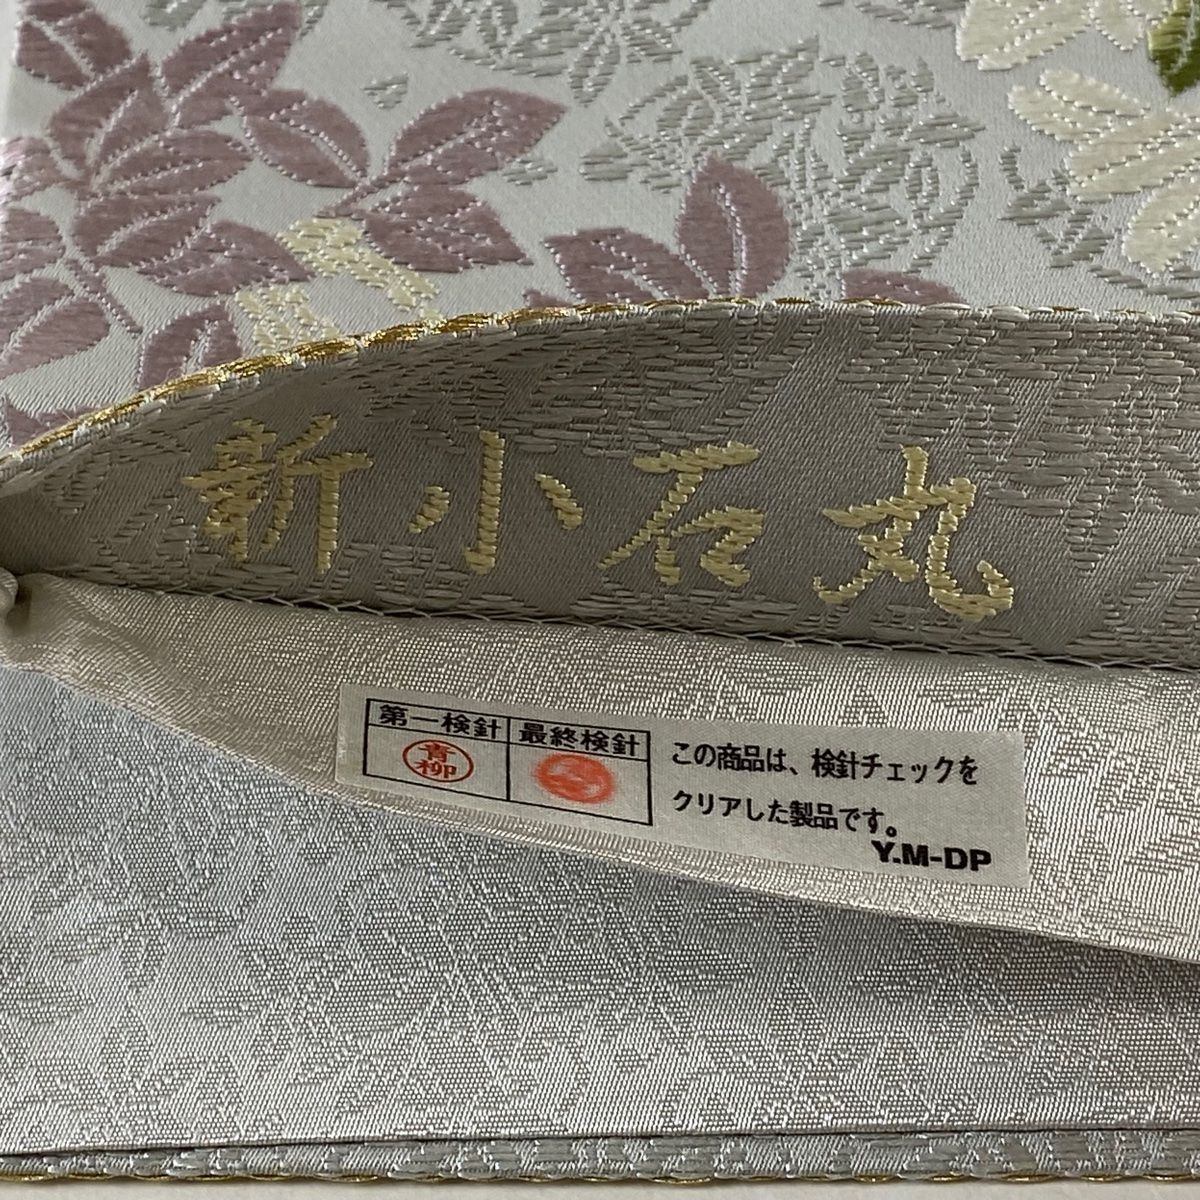 新小石丸
第一検針 最終検針
青柳
この商品は、検針チェックを
クリアした製品です。
Y.M-DP